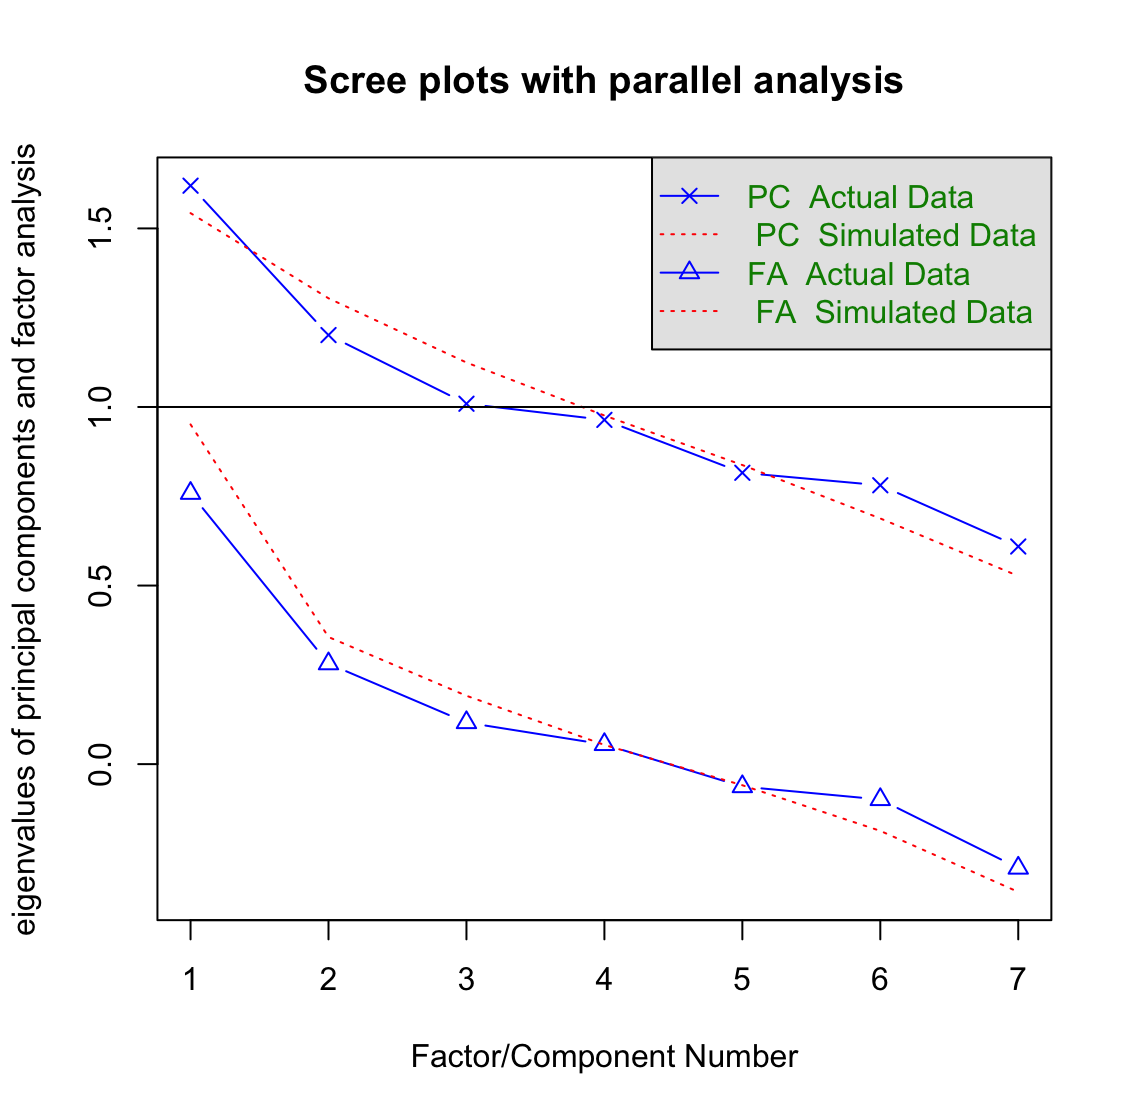 Scree plots with parallel analysis
eigenvalues of principal components and factor analysis
1.5
1.0
0.5
0.0
PC  Actual Data
PC  Simulated Data
FA  Actual Data
FA  Simulated Data
1 2 3 4 5 6 7
Factor/Component Number